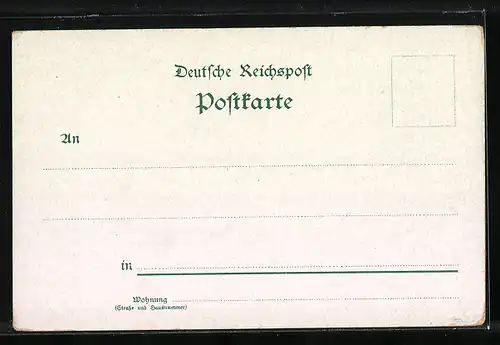 Deutſche Reichspoſt
Poſtkarte
An
in
Wohnung
(Straße und Hausnummer)